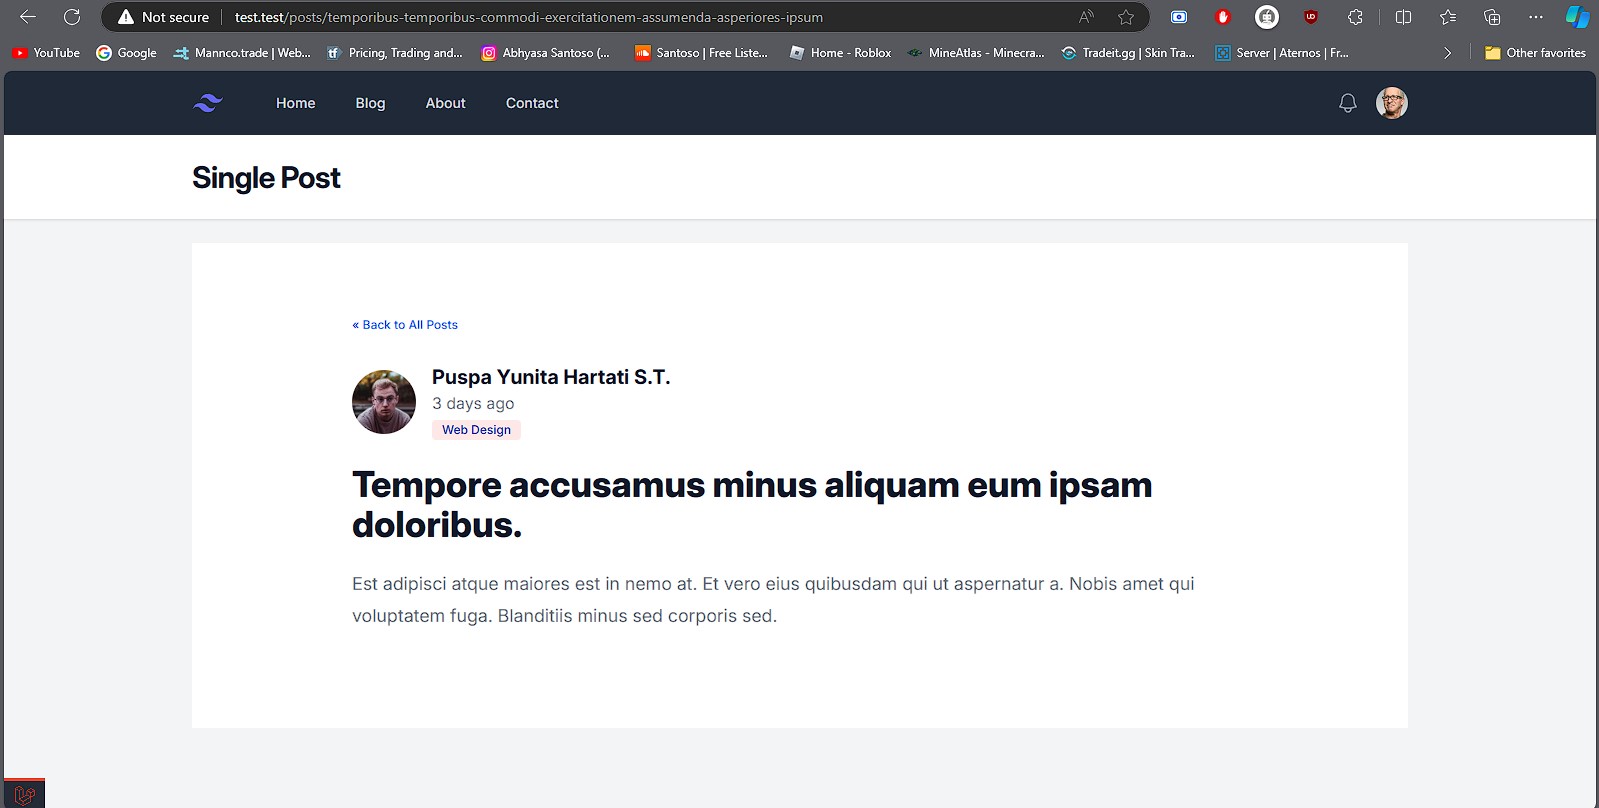 Not secure
test.test/posts/temporibus-temporibus-commodi-exercitationem-assumenda-asperiores-ipsum
YouTube
Google
Mannco.trade | Web...
Pricing, Trading and...
Abhyasa Santoso (...
Santoso | Free Liste...
Home - Roblox
MineAtlas - Minecra...
Tradeit.gg | Skin Tra...
Server | Aternos | Fr...
Other favorites
Home
Blog
About
Contact
Single Post
« Back to All Posts
Puspa Yunita Hartati S.T.
3 days ago
Web Design
Tempore accusamus minus aliquam eum ipsam
doloribus.
Est adipisci atque maiores est in nemo at. Et vero eius quibusdam qui ut aspernatur a. Nobis amet qui
voluptatem fuga. Blanditiis minus sed corporis sed.